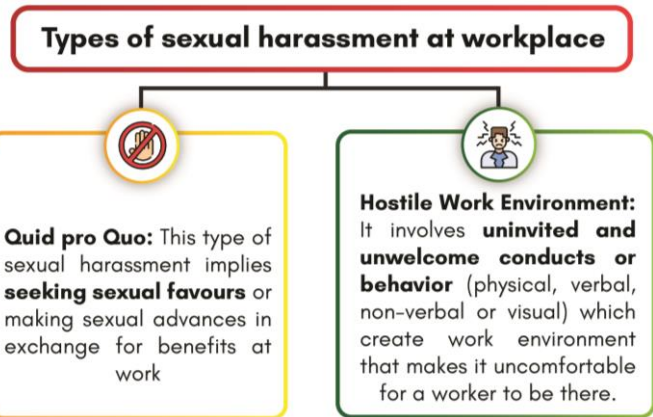 Types of sexual harassment at workplace
Quid pro Quo: This type of
sexual harassment implies
seeking sexual favours or
making sexual advances in
exchange for benefits at
work
Hostile Work Environment:
It involves uninvited and
unwelcome conducts or
behavior (physical, verbal,
non-verbal or visual) which
create work environment
that makes it uncomfortable
for a worker to be there.